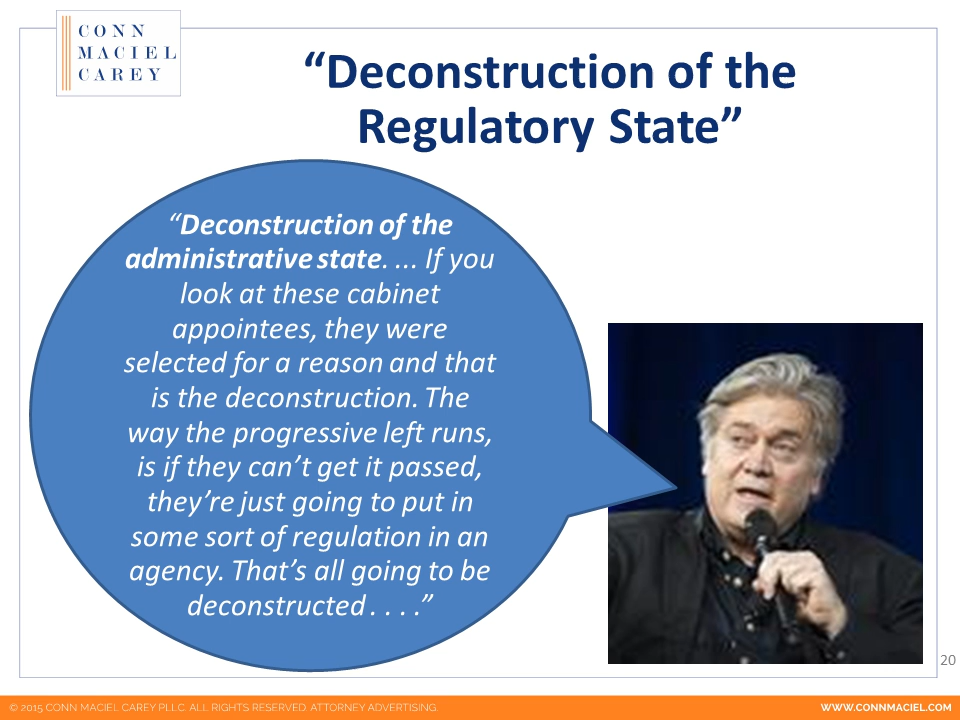 CONN
MACIEL
CAREY
“Deconstruction of the
Regulatory State”
“Deconstruction of the
administrative state. ... If you
look at these cabinet
appointees, they were
selected for a reason and that
is the deconstruction. The
way the progressive left runs,
is if they can’t get it passed,
they’re just going to put in
some sort of regulation in an
agency. That’s all going to be
deconstructed . . . .”
20
© 2015 CONN MACIEL CAREY PLLC. ALL RIGHTS RESERVED. ATTORNEY ADVERTISING.
WWW.CONNMACIEL.COM